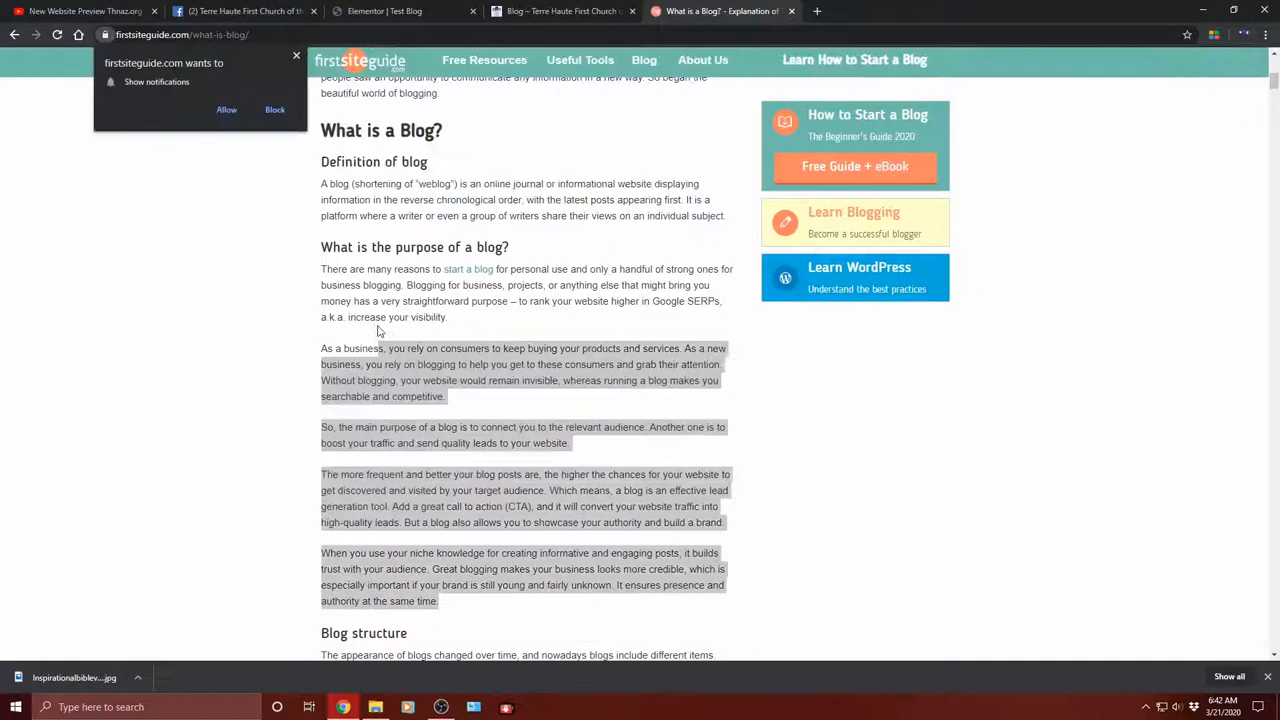 New Website Preview Thnaz.org
(2) Terre Haute First Church of the
Elementor | Test Blog
Blog – Terre Haute First Church of
What is a Blog? - Explanation of
firstsiteguide.com/what-is-blog/
firstsiteguide.com wants to
Show notifications
Allow
Block
firstsiteguide
.com
Free Resources
Useful Tools
Blog
About Us
Learn How to Start a Blog
people saw an opportunity to communicate any information in a new way. So began the
beautiful world of blogging.
What is a Blog?
Definition of blog
A blog (shortening of “weblog”) is an online journal or informational website displaying
information in the reverse chronological order, with the latest posts appearing first. It is a
platform where a writer or even a group of writers share their views on an individual subject.
What is the purpose of a blog?
There are many reasons to start a blog for personal use and only a handful of strong ones for
business blogging. Blogging for business, projects, or anything else that might bring you
money has a very straightforward purpose – to rank your website higher in Google SERPs,
a.k.a. increase your visibility.
As a business, you rely on consumers to keep buying your products and services. As a new
business, you rely on blogging to help you get to these consumers and grab their attention.
Without blogging, your website would remain invisible, whereas running a blog makes you
searchable and competitive.
So, the main purpose of a blog is to connect you to the relevant audience. Another one is to
boost your traffic and send quality leads to your website.
The more frequent and better your blog posts are, the higher the chances for your website to
get discovered and visited by your target audience. Which means, a blog is an effective lead
generation tool. Add a great call to action (CTA), and it will convert your website traffic into
high-quality leads. But a blog also allows you to showcase your authority and build a brand.
When you use your niche knowledge for creating informative and engaging posts, it builds
trust with your audience. Great blogging makes your business looks more credible, which is
especially important if your brand is still young and fairly unknown. It ensures presence and
authority at the same time.
Blog structure
The appearance of blogs changed over time, and nowadays blogs include different items.
How to Start a Blog
The Beginner's Guide 2020
Free Guide + eBook
Learn Blogging
Become a successful blogger
Learn WordPress
Understand the best practices
Inspirationalbiblev....jpg
Show all
Type here to search
6:42 AM
3/21/2020